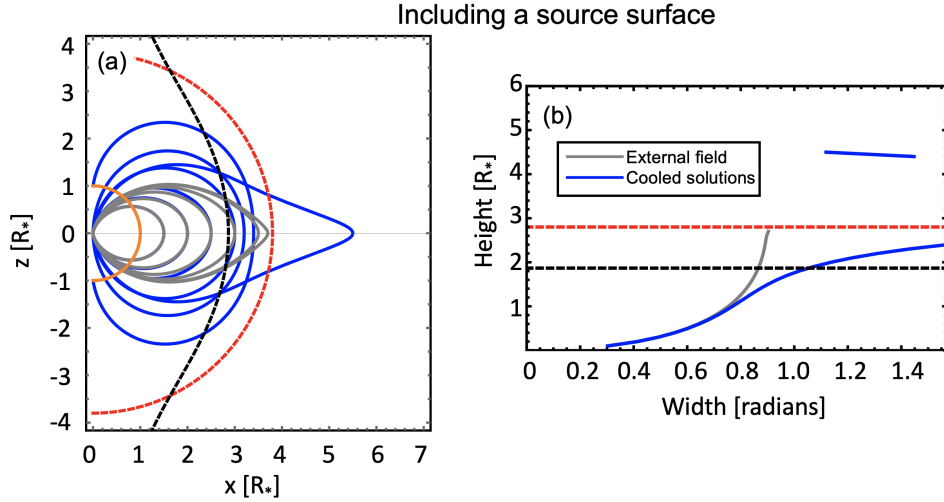 Including a source surface
(a)
4
3
2
1
0
-1
-2
-3
-4
z [R*]
0 1 2 3 4 5 6 7
x [R*]
(b)
External field
Cooled solutions
6
5
4
3
2
1
Height [R*]
0.0 0.2 0.4 0.6 0.8 1.0 1.2 1.4
Width [radians]